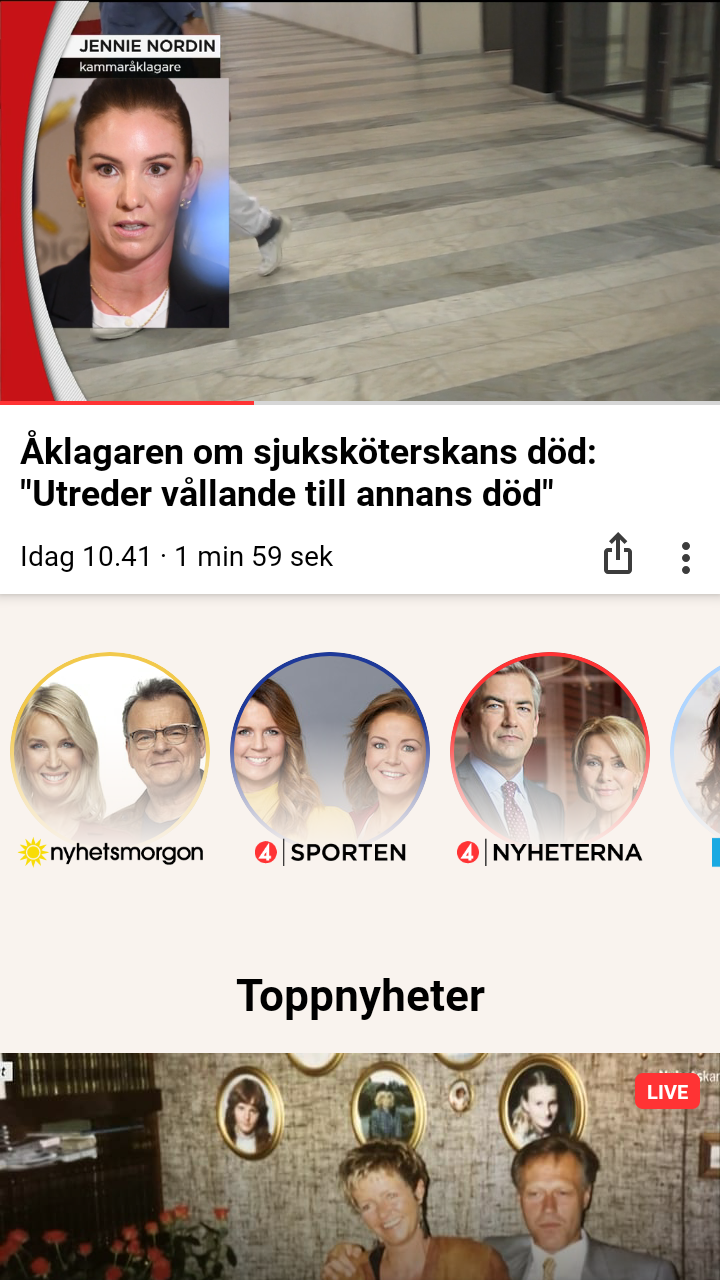 JENNIE NORDIN
kammaråklagare
Åklagaren om sjuksköterskans död:
"Utreder vållande till annans död"
Idag 10.41 · 1 min 59 sek
nyhetsmorgon
4 SPORTEN
4 NYHETERNA
Toppnyheter
LIVE